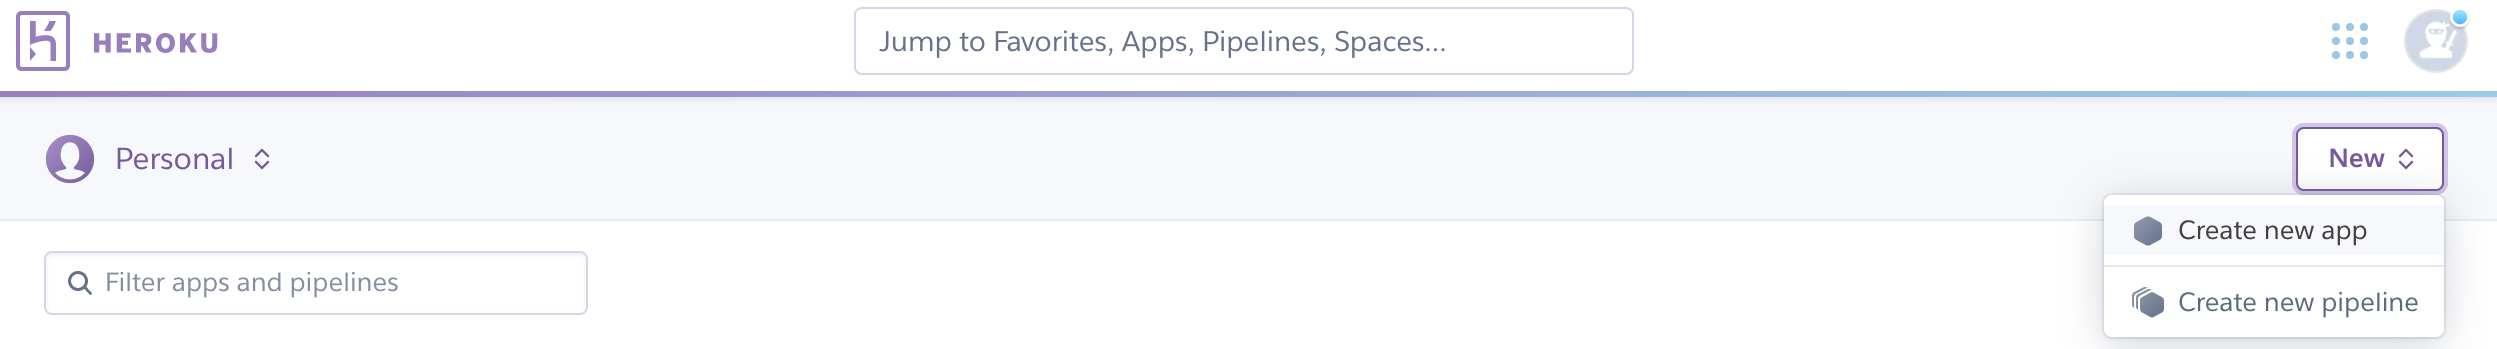 HEROKU
Jump to Favorites, Apps, Pipelines, Spaces...
Personal
New
Create new app
Filter apps and pipelines
Create new pipeline